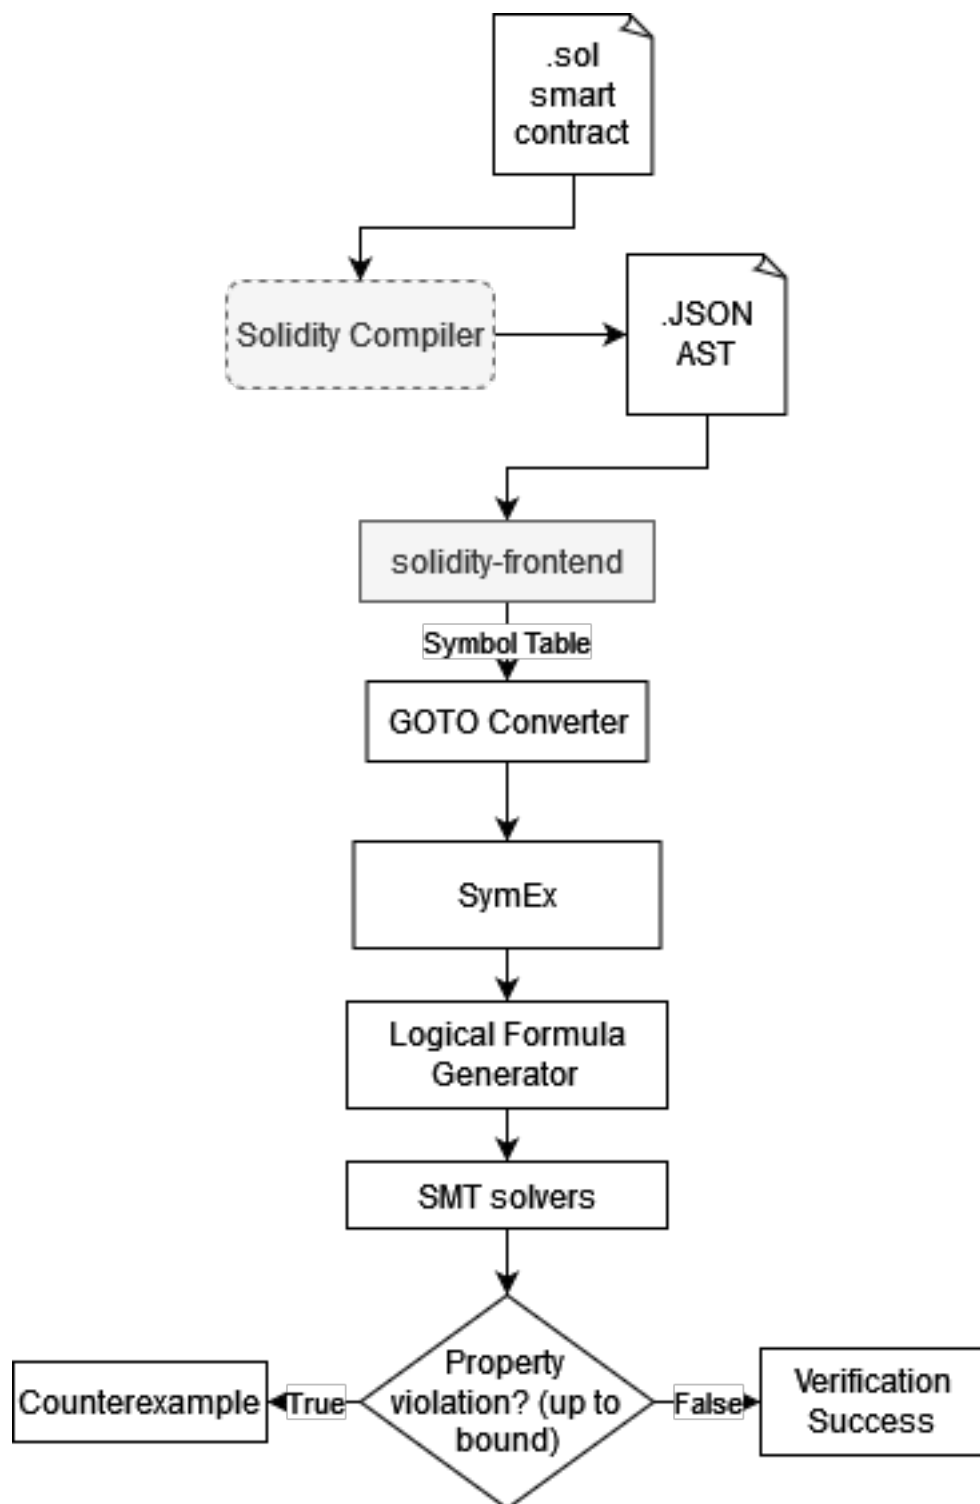 .sol
smart
contract
Solidity Compiler
.JSON
AST
solidity-frontend
Symbol Table
GOTO Converter
SymEx
Logical Formula
Generator
SMT solvers
Property
violation? (up to
bound)
Counterexample
True
False
Verification
Success